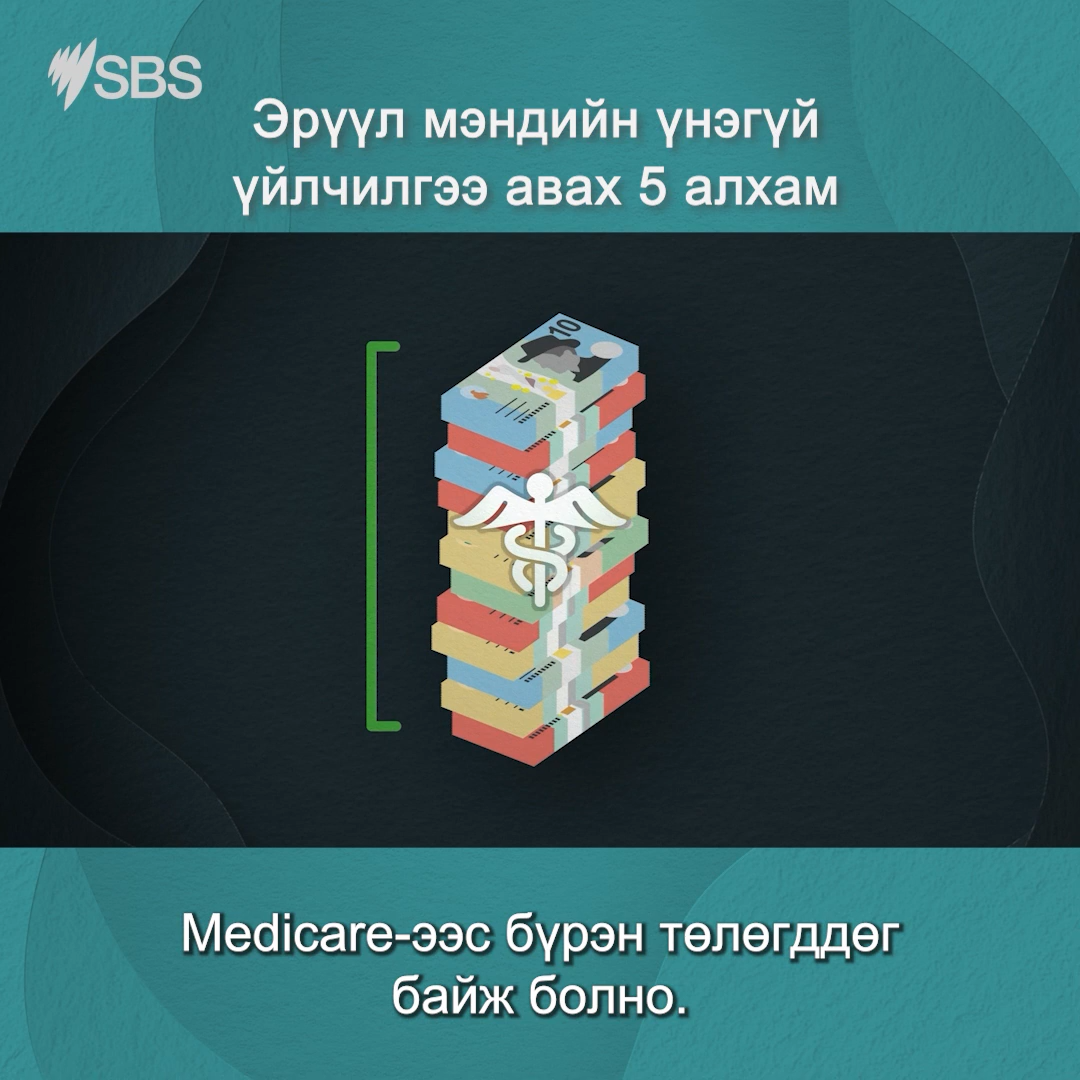 SBS
Эрүүл мэндийн үнэгүй
үйлчилгээ авах 5 алхам
10
Medicare-ээс бүрэн төлөгддөг
байж болно.